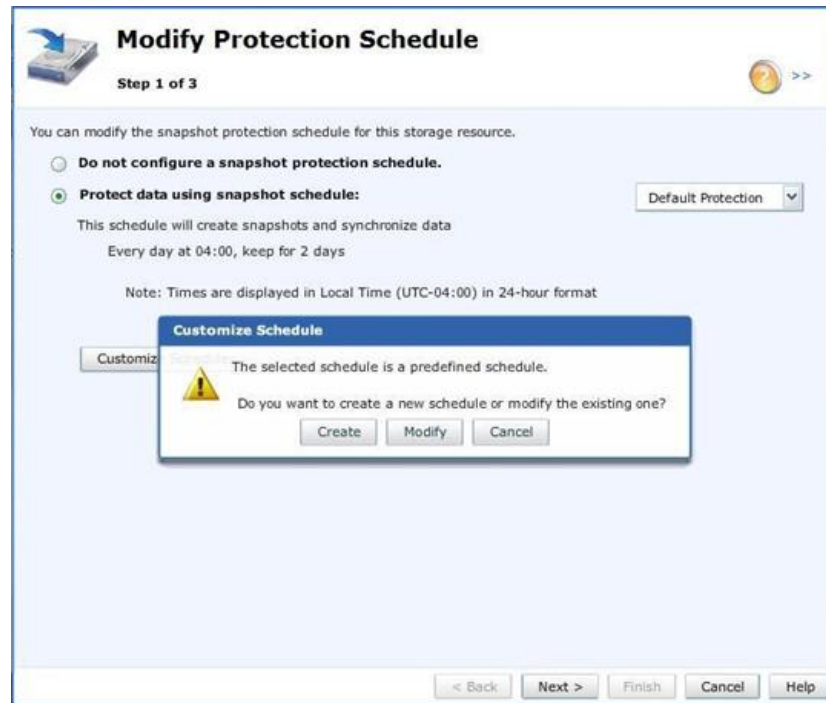 Modify Protection Schedule
Step 1 of 3
?
>>
You can modify the snapshot protection schedule for this storage resource.
Do not configure a snapshot protection schedule.
Protect data using snapshot schedule:
Default Protection
This schedule will create snapshots and synchronize data
Every day at 04:00, keep for 2 days
Note: Times are displayed in Local Time (UTC-04:00) in 24-hour format
Customize Schedule
Customiz
The selected schedule is a predefined schedule.
Do you want to create a new schedule or modify the existing one?
Create Modify Cancel
< Back Next > Finish Cancel Help